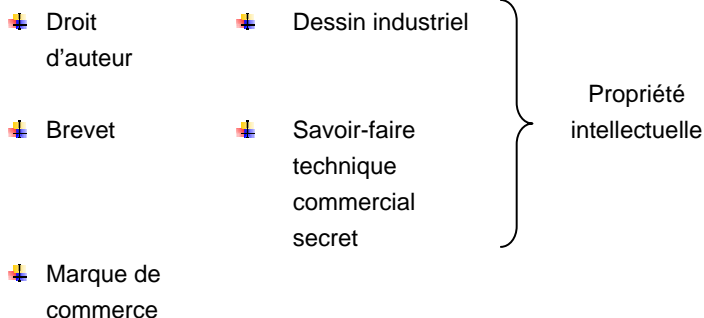 Droit
d'auteur
Dessin industriel
Brevet
Savoir-faire
technique
commercial
secret
Marque de
commerce
Propriété
intellectuelle